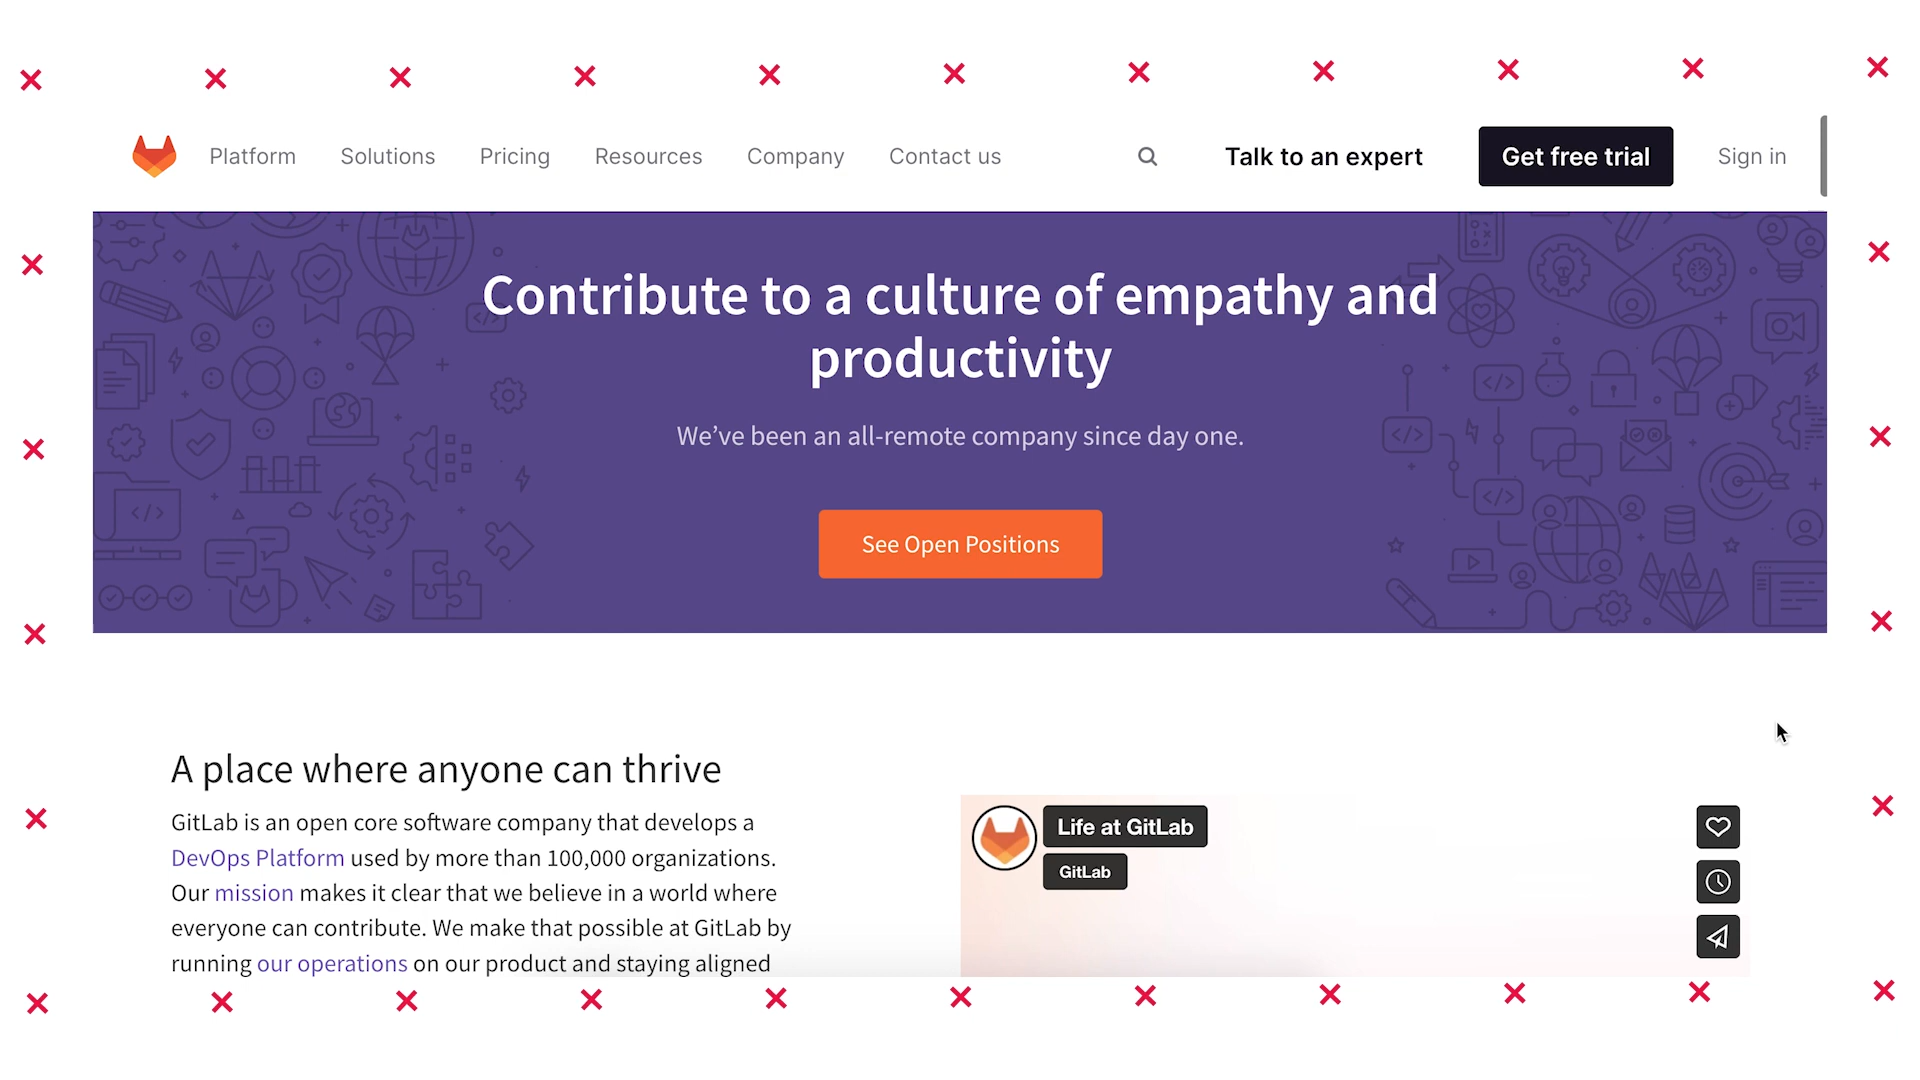 Platform Solutions Pricing Resources Company Contact us Talk to an expert Get free trial Sign in
Contribute to a culture of empathy and
productivity
We’ve been an all-remote company since day one.
See Open Positions
A place where anyone can thrive
GitLab is an open core software company that develops a
DevOps Platform used by more than 100,000 organizations.
Our mission makes it clear that we believe in a world where
everyone can contribute. We make that possible at GitLab by
running our operations on our product and staying aligned
Life at GitLab
GitLab